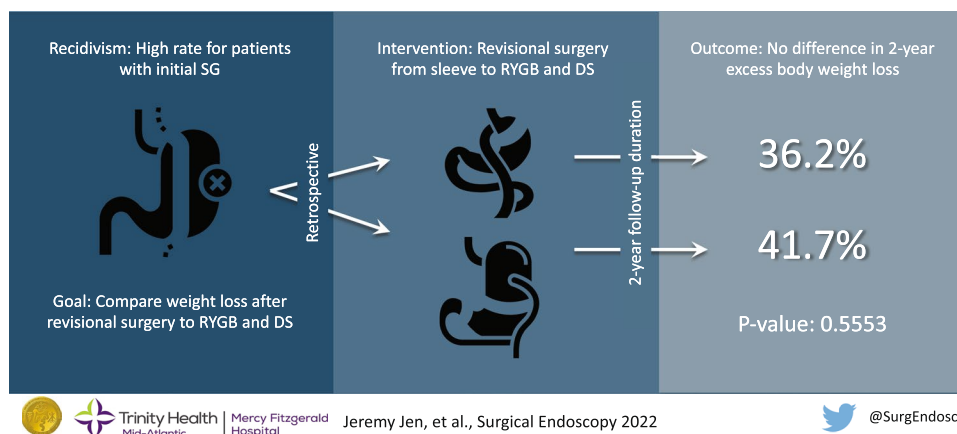 Recidivism: High rate for patients
with initial SG
Goal: Compare weight loss after
revisional surgery to RYGB and DS
Retrospective
Intervention: Revisional surgery
from sleeve to RYGB and DS
2-year follow-up duration
Outcome: No difference in 2-year
excess body weight loss
36.2%
41.7%
P-value: 0.5553
Trinity Health
Mid-Atlantic
Mercy Fitzgerald
Hospital
Jeremy Jen, et al., Surgical Endoscopy 2022
@SurgEndosc